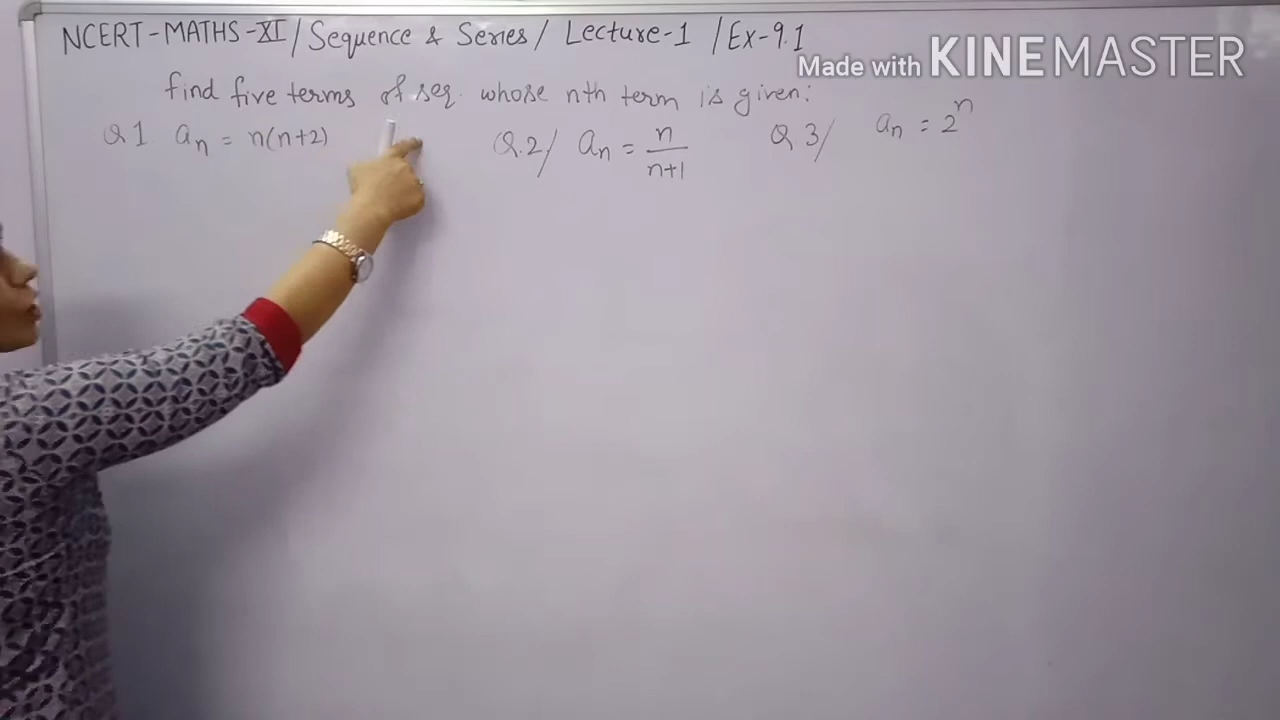 NCERT-MATHS-XI/Sequence & Series/ Lecture-1 /Ex-9.1
Made with KINEMASTER
find five terms of seq. whose nth term is given:
Q1. an = n(n+2) Q.2/ an = n/n+1 Q3/ an = 2^n